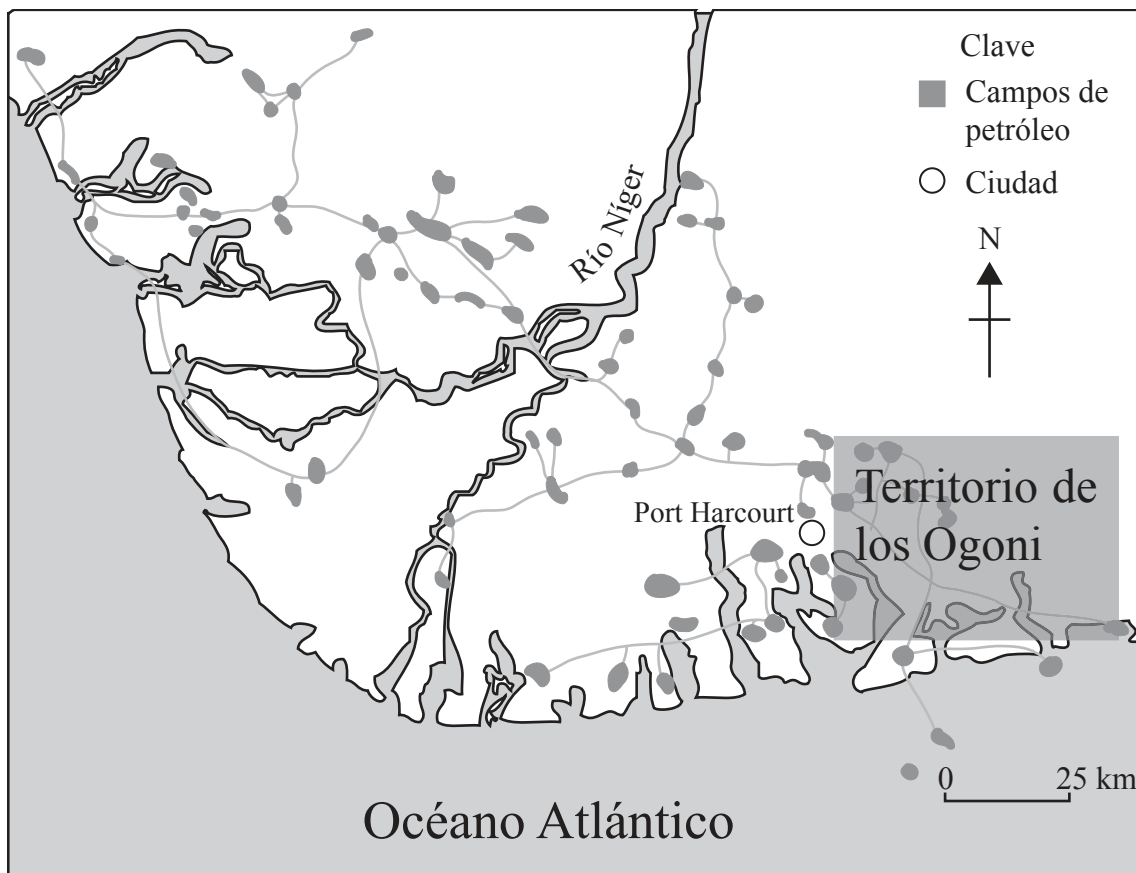 Clave
Campos de
petróleo
Ciudad
N
Río Níger
Territorio de
los Ogoni
Port Harcourt
0 25 km
Océano Atlántico